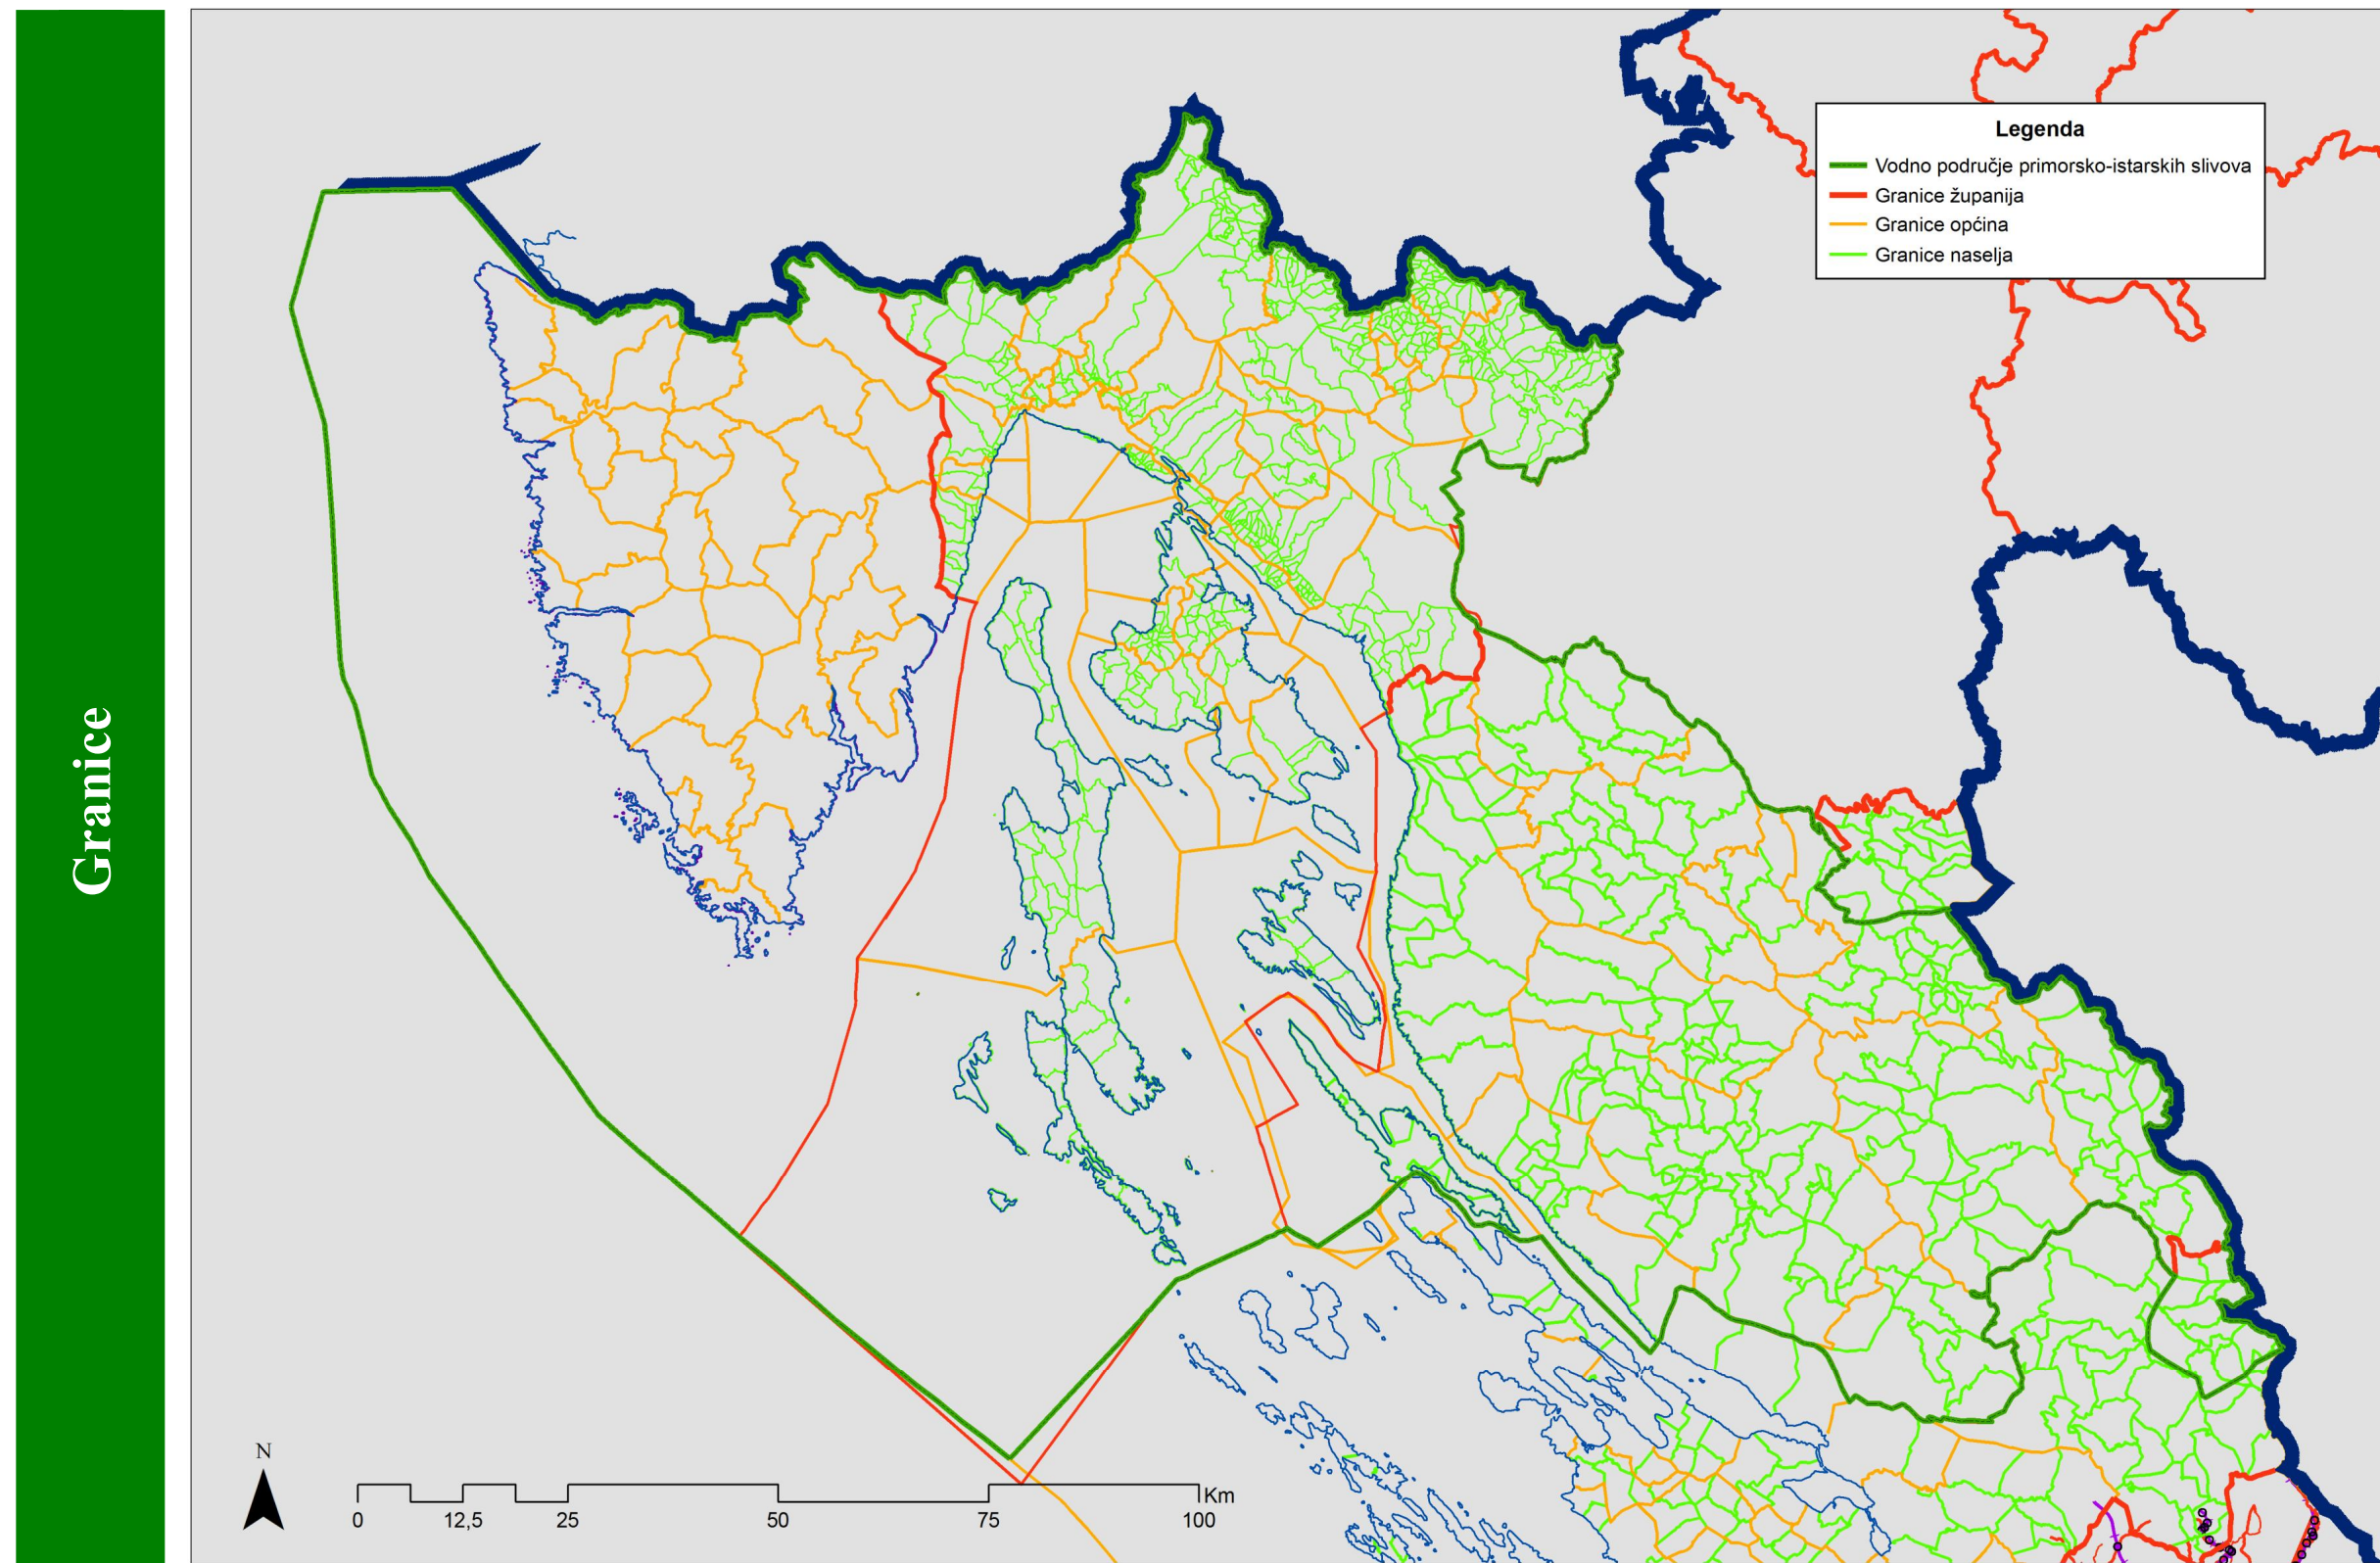 Granice
Legenda
Vodno područje primorsko-istarskih slivova
Granice županija
Granice općina
Granice naselja
N
Km
0 12,5 25 50 75 100